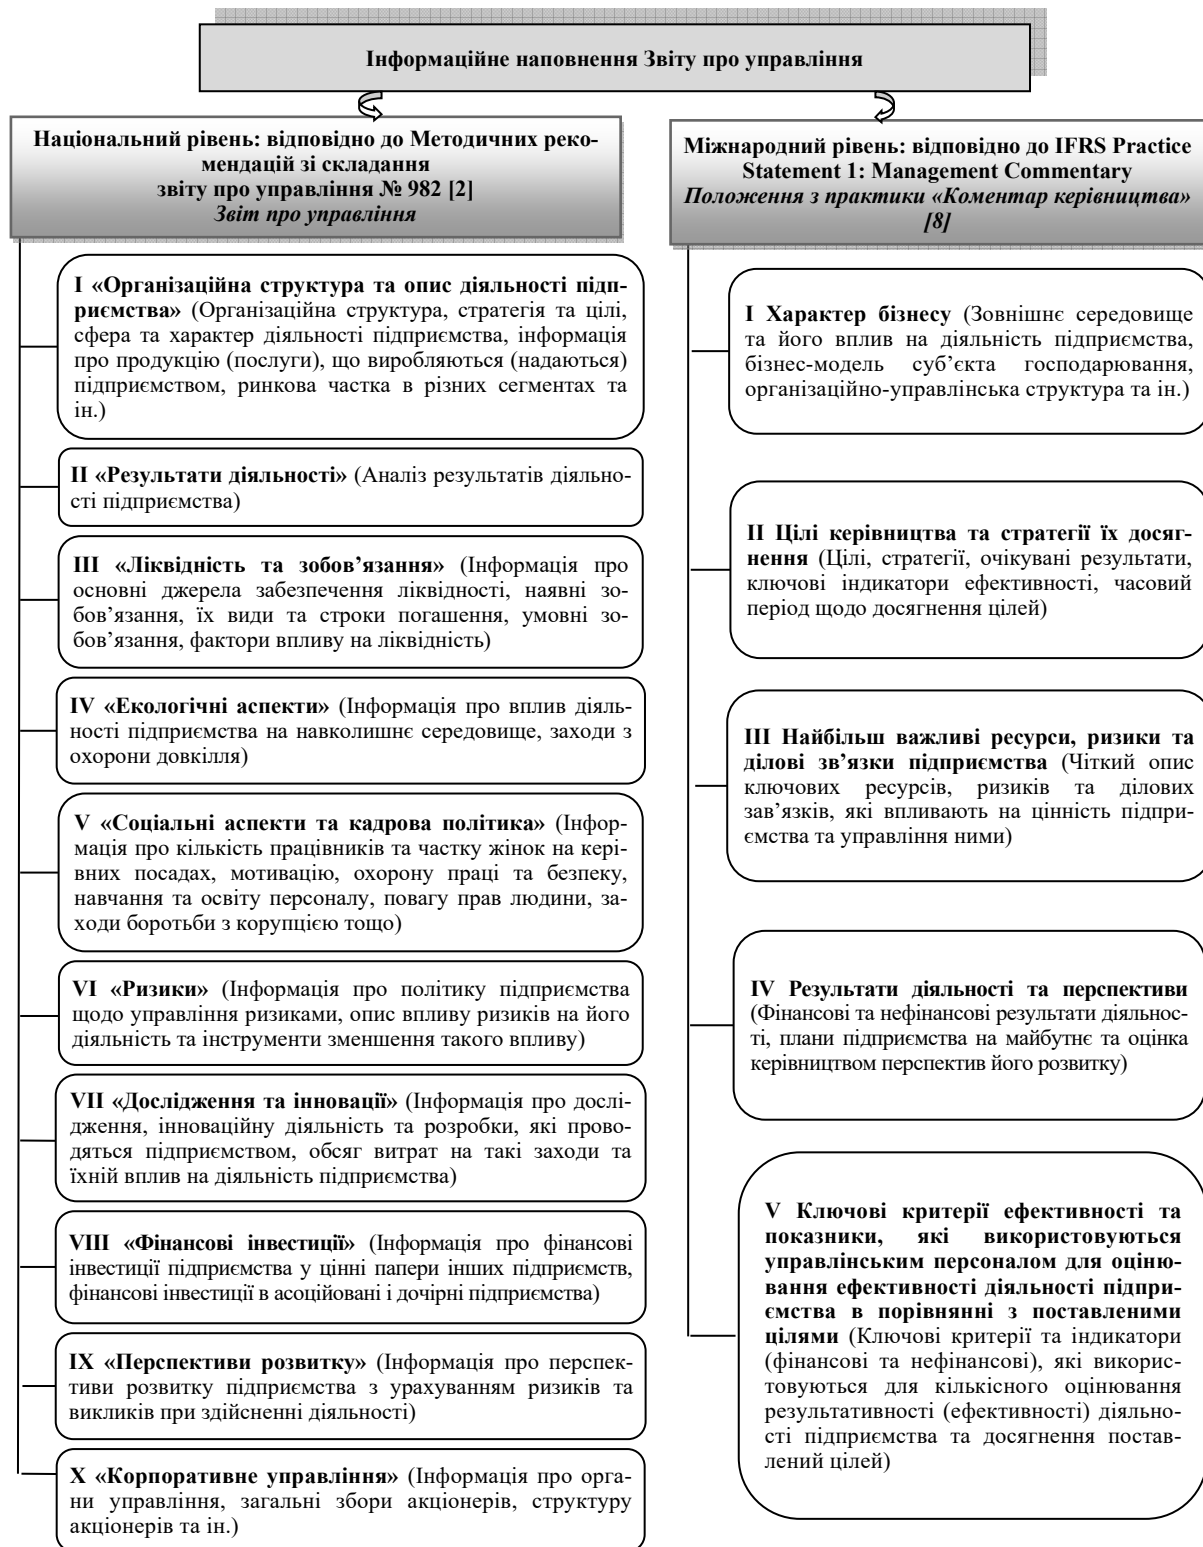 Інформаційне наповнення Звіту про управління
Національний рівень: відповідно до Методичних реко-
мендацій зі складання
звіту про управління № 982 [2]
Звіт про управління
I «Організаційна структура та опис діяльності підп-
риємства» (Організаційна структура, стратегія та цілі,
сфера та характер діяльності підприємства, інформація
про продукцію (послуги), що виробляються (надаються)
підприємством, ринкова частка в різних сегментах та
ін.)
II «Результати діяльності» (Аналіз результатів діяльно-
сті підприємства)
III «Ліквідність та зобов’язання» (Інформація про
основні джерела забезпечення ліквідності, наявні зо-
бов’язання, їх види та строки погашення, умовні зо-
бов’язання, фактори впливу на ліквідність)
IV «Екологічні аспекти» (Інформація про вплив діяль-
ності підприємства на навколишнє середовище, заходи з
охорони довкілля)
V «Соціальні аспекти та кадрова політика» (Інфор-
мація про кількість працівників та частку жінок на кері-
вних посадах, мотивацію, охорону праці та безпеку,
навчання та освіту персоналу, повагу прав людини, за-
ходи боротьби з корупцією тощо)
VI «Ризики» (Інформація про політику підприємства
щодо управління ризиками, опис впливу ризиків на його
діяльність та інструменти зменшення такого впливу)
VII «Дослідження та інновації» (Інформація про дослі-
дження, інноваційну діяльність та розробки, які прово-
дяться підприємством, обсяг витрат на такі заходи та
їхній вплив на діяльність підприємства)
VIII «Фінансові інвестиції» (Інформація про фінансові
інвестиції підприємства у цінні папери інших підприємств,
фінансові інвестиції в асоційовані і дочірні підприємства)
IX «Перспективи розвитку» (Інформація про перспек-
тиви розвитку підприємства з урахуванням ризиків та
викликів при здійсненні діяльності)
X «Корпоративне управління» (Інформація про орга-
ни управління, загальні збори акціонерів, структуру
акціонерів та ін.)
Міжнародний рівень: відповідно до IFRS Practice
Statement 1: Management Commentary
Положення з практики «Коментар керівництва»
[8]
I Характер бізнесу (Зовнішнє середовище
та його вплив на діяльність підприємства,
бізнес-модель суб’єкта господарювання,
організаційно-управлінська структура та ін.)
II Цілі керівництва та стратегії їх досяг-
нення (Цілі, стратегії, очікувані результати,
ключові індикатори ефективності, часовий
період щодо досягнення цілей)
III Найбільш важливі ресурси, ризики та
ділові зв’язки підприємства (Чіткий опис
ключових ресурсів, ризиків та ділових
зав’язків, які впливають на цінність підпри-
ємства та управління ними)
IV Результати діяльності та перспективи
(Фінансові та нефінансові результати діяльнос-
ті, плани підприємства на майбутнє та оцінка
керівництвом перспектив його розвитку)
V Ключові критерії ефективності та
показники, які використовуються
управлінським персоналом для оціню-
вання ефективності діяльності підпри-
ємства в порівнянні з поставленими
цілями (Ключові критерії та індикатори
(фінансові та нефінансові), які викорис-
товуються для кількісного оцінювання
результативності (ефективності) діяльно-
сті підприємства та досягнення постав-
лений цілей)